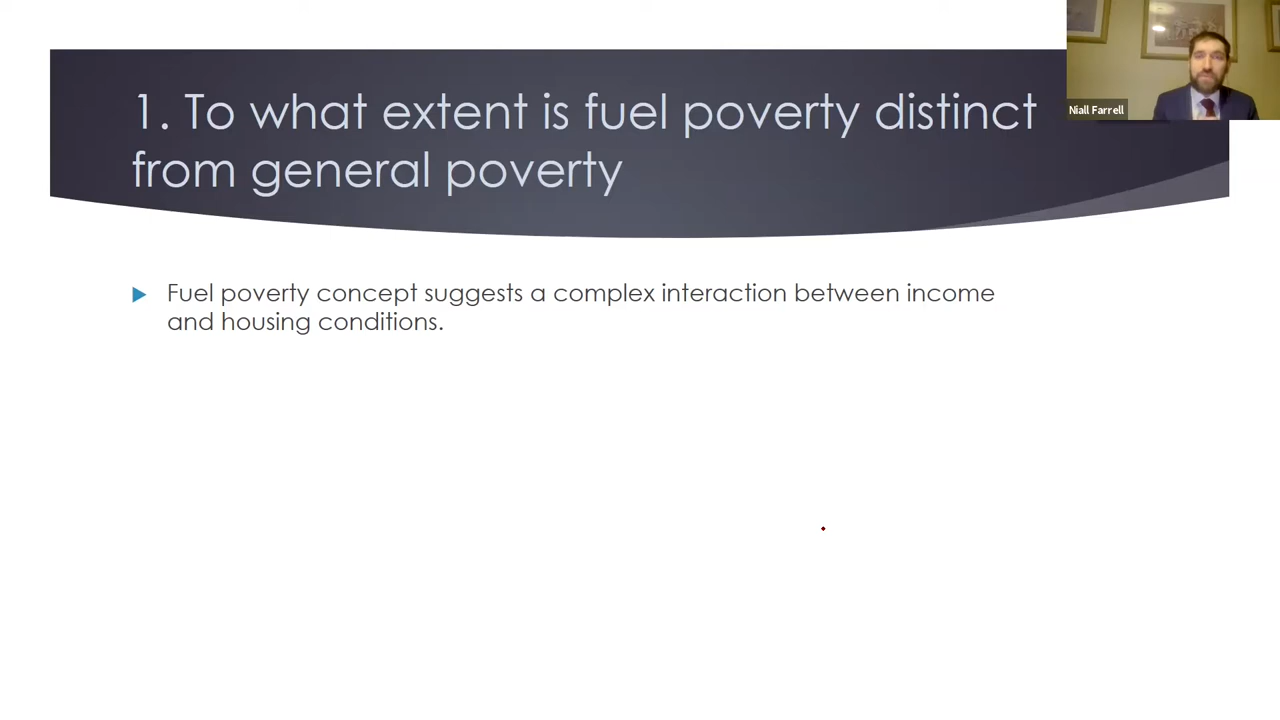 1. To what extent is fuel poverty distinct
from general poverty
Niall Farrell
Fuel poverty concept suggests a complex interaction between income
and housing conditions.